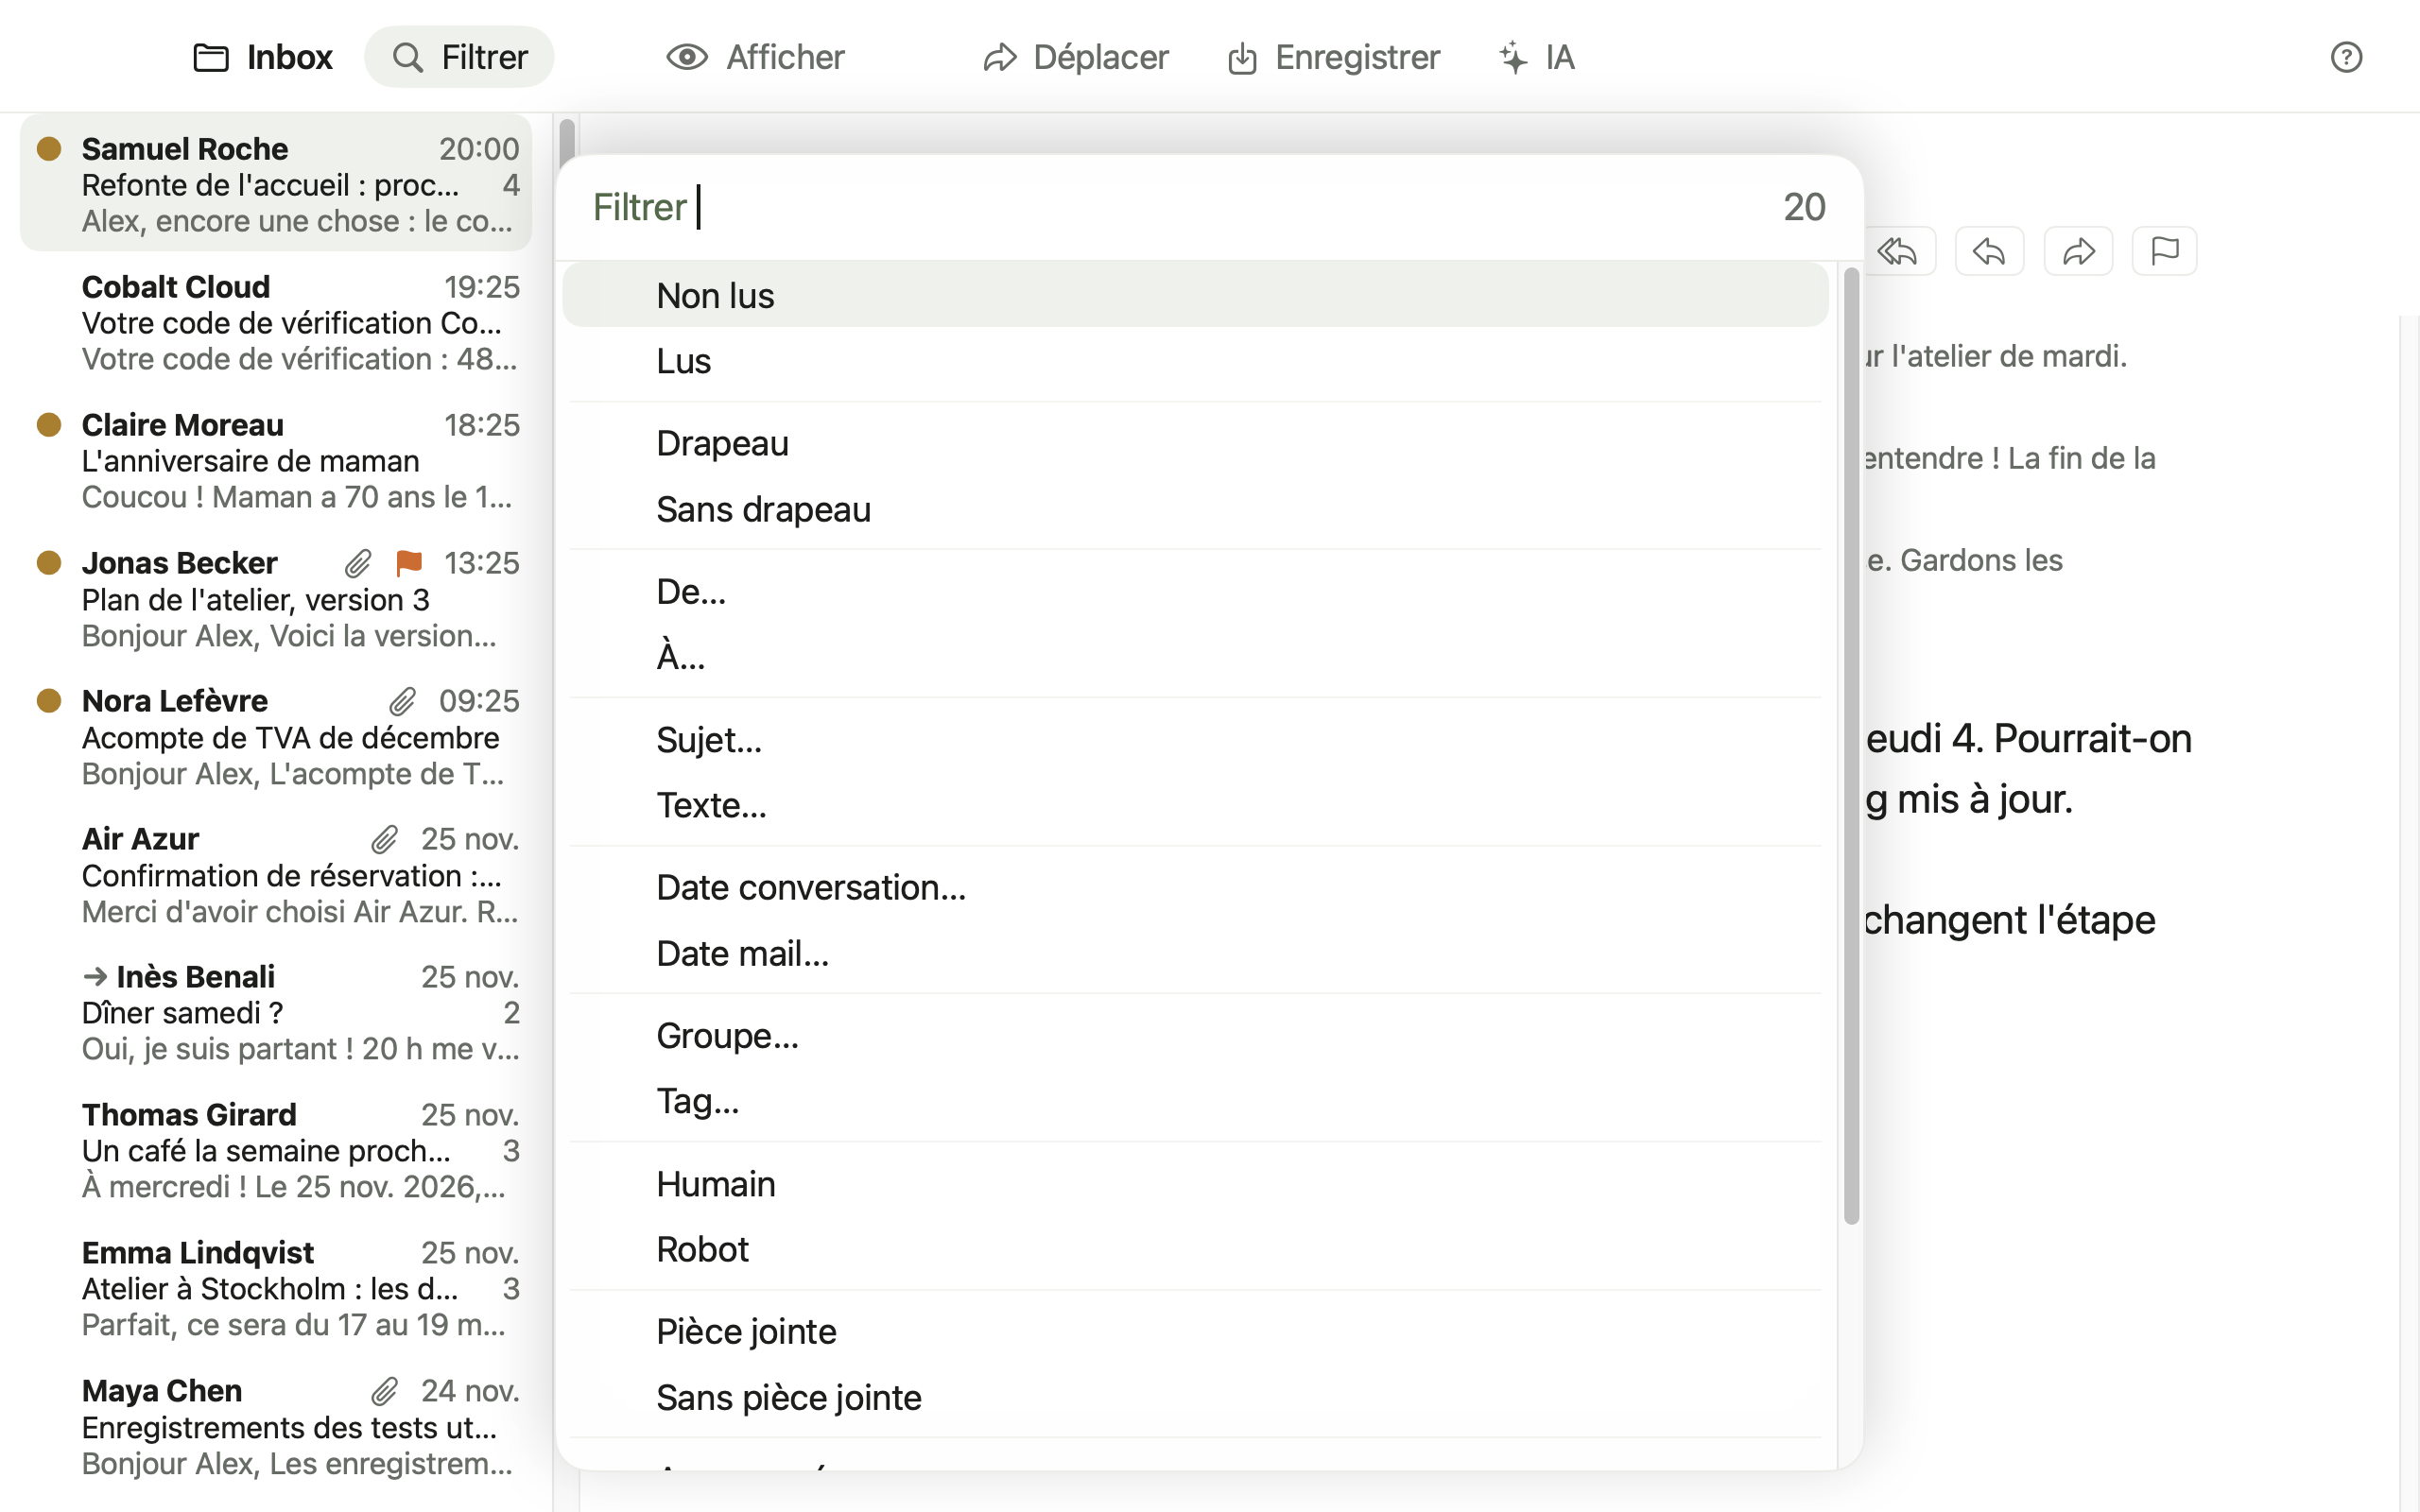 Inbox
Filtrer
Afficher
Déplacer
Enregistrer
IA
Samuel Roche 20:00
Refonte de l'accueil : proc... 4
Alex, encore une chose : le co...
Cobalt Cloud 19:25
Votre code de vérification Co...
Votre code de vérification : 48...
Claire Moreau 18:25
L'anniversaire de maman
Coucou ! Maman a 70 ans le 1...
Jonas Becker 13:25
Plan de l'atelier, version 3
Bonjour Alex, Voici la version...
Nora Lefèvre 09:25
Acompte de TVA de décembre
Bonjour Alex, L'acompte de T...
Air Azur 25 nov.
Confirmation de réservation :...
Merci d'avoir choisi Air Azur. R...
Inès Benali 25 nov.
Dîner samedi ? 2
Oui, je suis partant ! 20 h me v...
Thomas Girard 25 nov.
Un café la semaine proch... 3
À mercredi ! Le 25 nov. 2026,...
Emma Lindqvist 25 nov.
Atelier à Stockholm : les d... 3
Parfait, ce sera du 17 au 19 m...
Maya Chen 24 nov.
Enregistrements des tests ut...
Bonjour Alex, Les enregistrem...
Filtrer 20
Non lus
Lus
Drapeau
Sans drapeau
De...
À...
Sujet...
Texte...
Date conversation...
Date mail...
Groupe...
Tag...
Humain
Robot
Pièce jointe
Sans pièce jointe
l'atelier de mardi.
entendre ! La fin de la
e. Gardons les
eudi 4. Pourrait-on
g mis à jour.
changent l'étape